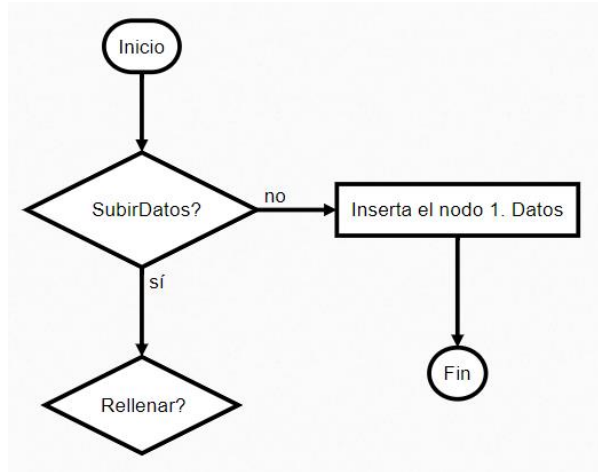 Inicio
SubirDatos?
no
Inserta el nodo 1. Datos
sí
Fin
Rellenar?